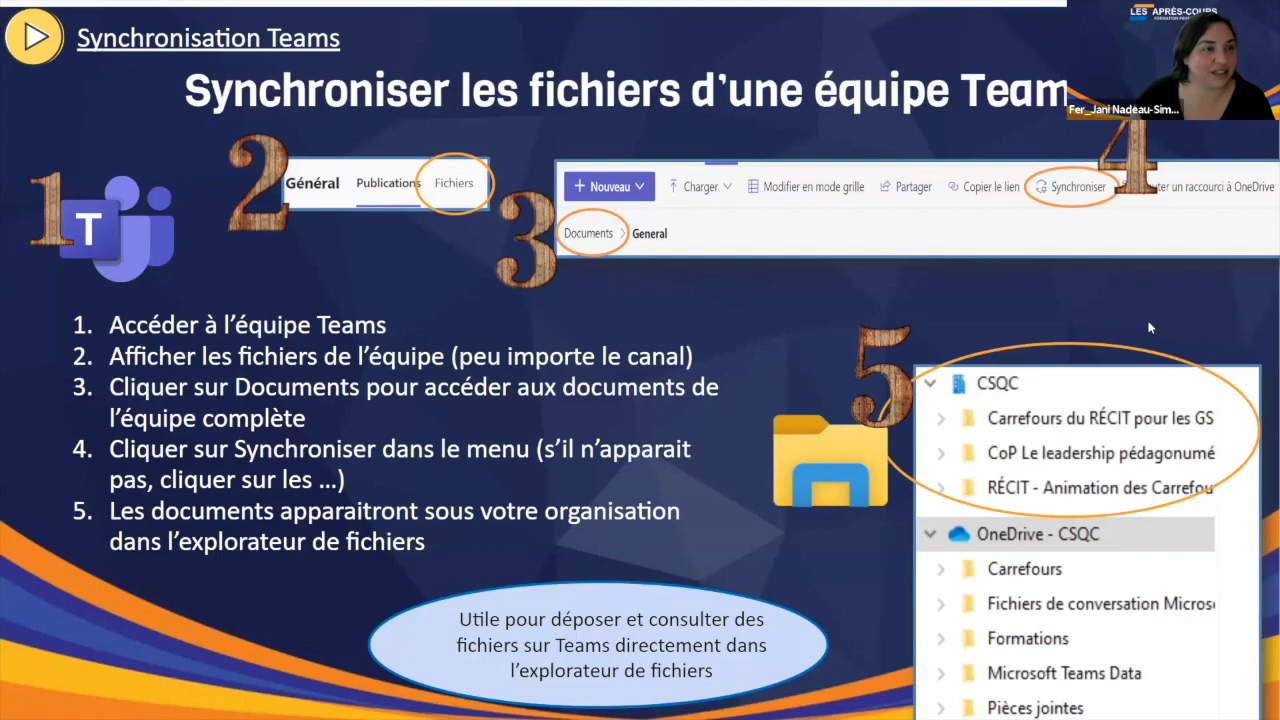 Synchronisation Teams
LES APRÈS-COURS
Synchroniser les fichiers d'une équipe Team
Fer_Jani Nadeau-Sim...
1
T
2
Général Publications Fichiers
3
4
+ Nouveau Charger Modifier en mode grille Partager Copier le lien Synchroniser un raccourci à OneDrive
Documents > General
1. Accéder à l'équipe Teams
2. Afficher les fichiers de l'équipe (peu importe le canal)
3. Cliquer sur Documents pour accéder aux documents de
l'équipe complète
4. Cliquer sur Synchroniser dans le menu (s'il n'apparait
pas, cliquer sur les …)
5. Les documents apparaitront sous votre organisation
dans l'explorateur de fichiers
5
CSQC
Carrefours du RÉCIT pour les GS
CoP Le leadership pédagonumé
RÉCIT - Animation des Carrefou
OneDrive - CSQC
Carrefours
Fichiers de conversation Micros
Formations
Microsoft Teams Data
Pièces jointes
Utile pour déposer et consulter des
fichiers sur Teams directement dans
l'explorateur de fichiers